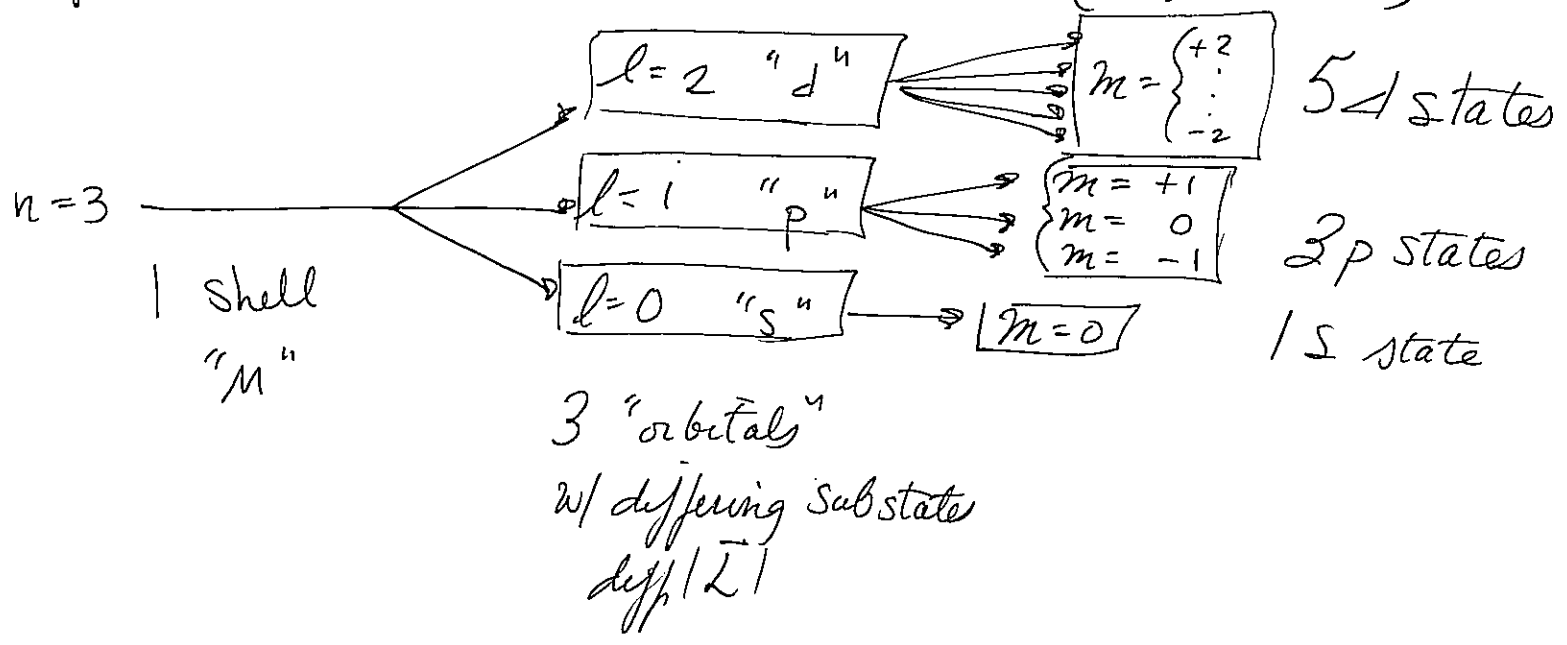 l = 2 "d"
m = { +2
⋮
-2
5 d states
n = 3
l = 1 "p"
m = +1
m = 0
m = -1
3 p states
1 shell
"M"
l = 0 "s"
m = 0
1 s state
3 "orbitals"
w/ differing substate
diff |L̄|